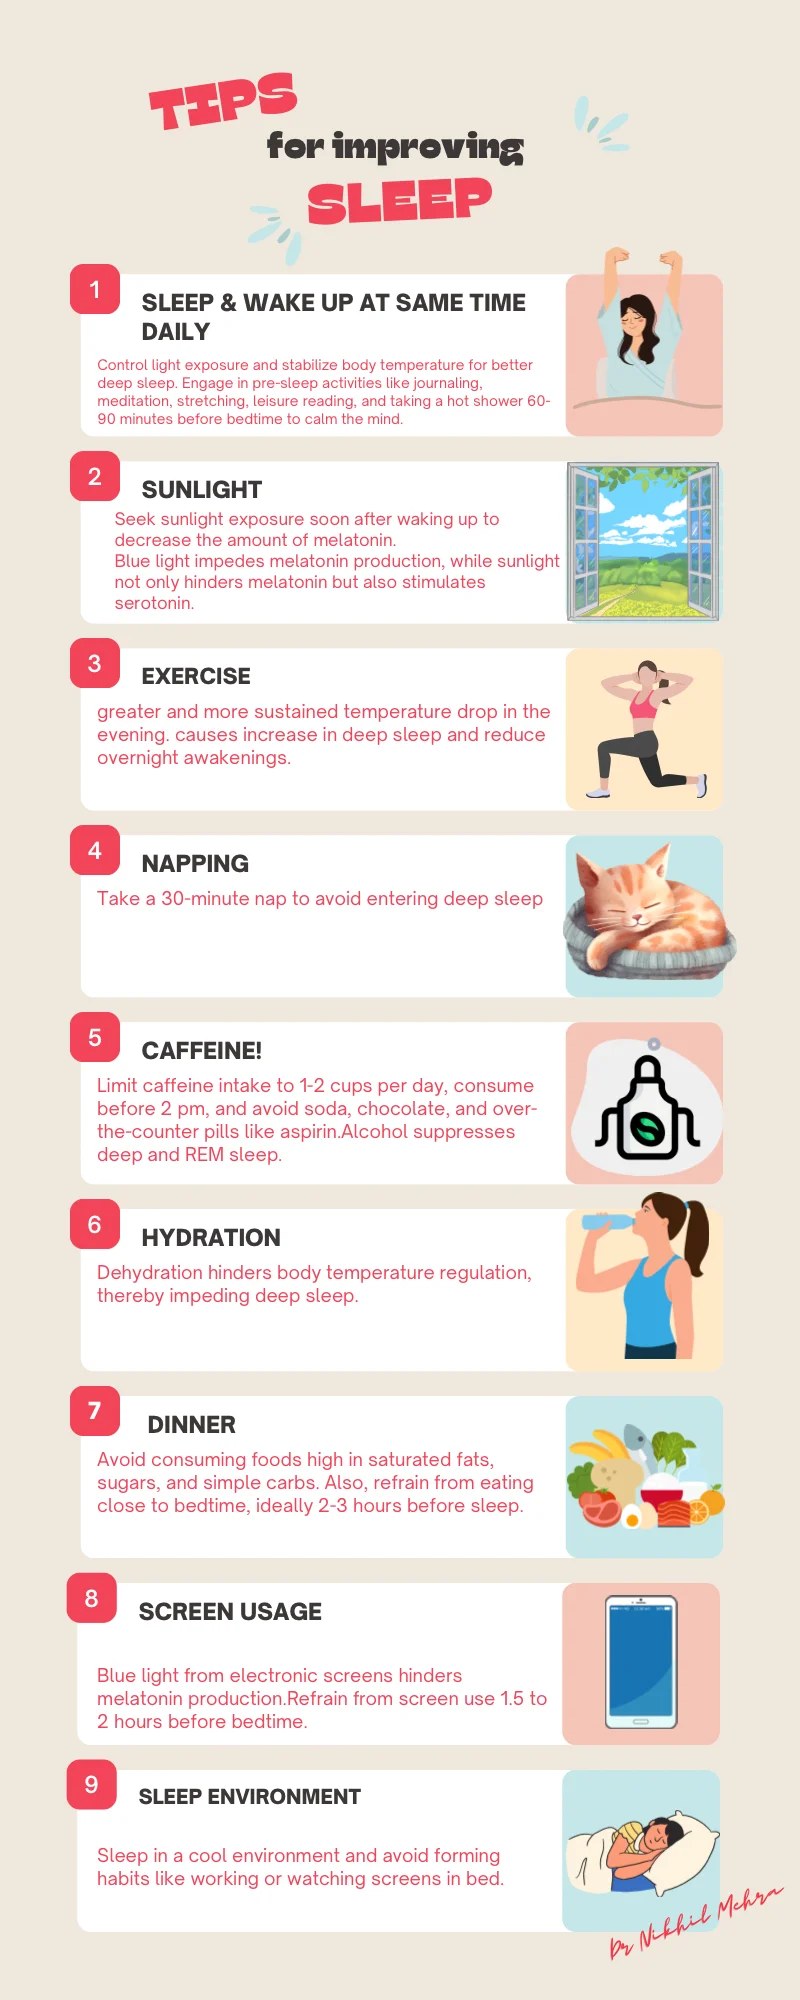 TIPS
for improving
SLEEP
1
SLEEP & WAKE UP AT SAME TIME
DAILY
Control light exposure and stabilize body temperature for better
deep sleep. Engage in pre-sleep activities like journaling,
meditation, stretching, leisure reading, and taking a hot shower 60-
90 minutes before bedtime to calm the mind.
2
SUNLIGHT
Seek sunlight exposure soon after waking up to
decrease the amount of melatonin.
Blue light impedes melatonin production, while sunlight
not only hinders melatonin but also stimulates
serotonin.
3
EXERCISE
greater and more sustained temperature drop in the
evening. causes increase in deep sleep and reduce
overnight awakenings.
4
NAPPING
Take a 30-minute nap to avoid entering deep sleep
5
CAFFEINE!
Limit caffeine intake to 1-2 cups per day, consume
before 2 pm, and avoid soda, chocolate, and over-
the-counter pills like aspirin.Alcohol suppresses
deep and REM sleep.
6
HYDRATION
Dehydration hinders body temperature regulation,
thereby impeding deep sleep.
7
DINNER
Avoid consuming foods high in saturated fats,
sugars, and simple carbs. Also, refrain from eating
close to bedtime, ideally 2-3 hours before sleep.
8
SCREEN USAGE
Blue light from electronic screens hinders
melatonin production.Refrain from screen use 1.5 to
2 hours before bedtime.
9
SLEEP ENVIRONMENT
Sleep in a cool environment and avoid forming
habits like working or watching screens in bed.
Dr Nikhil Mehra